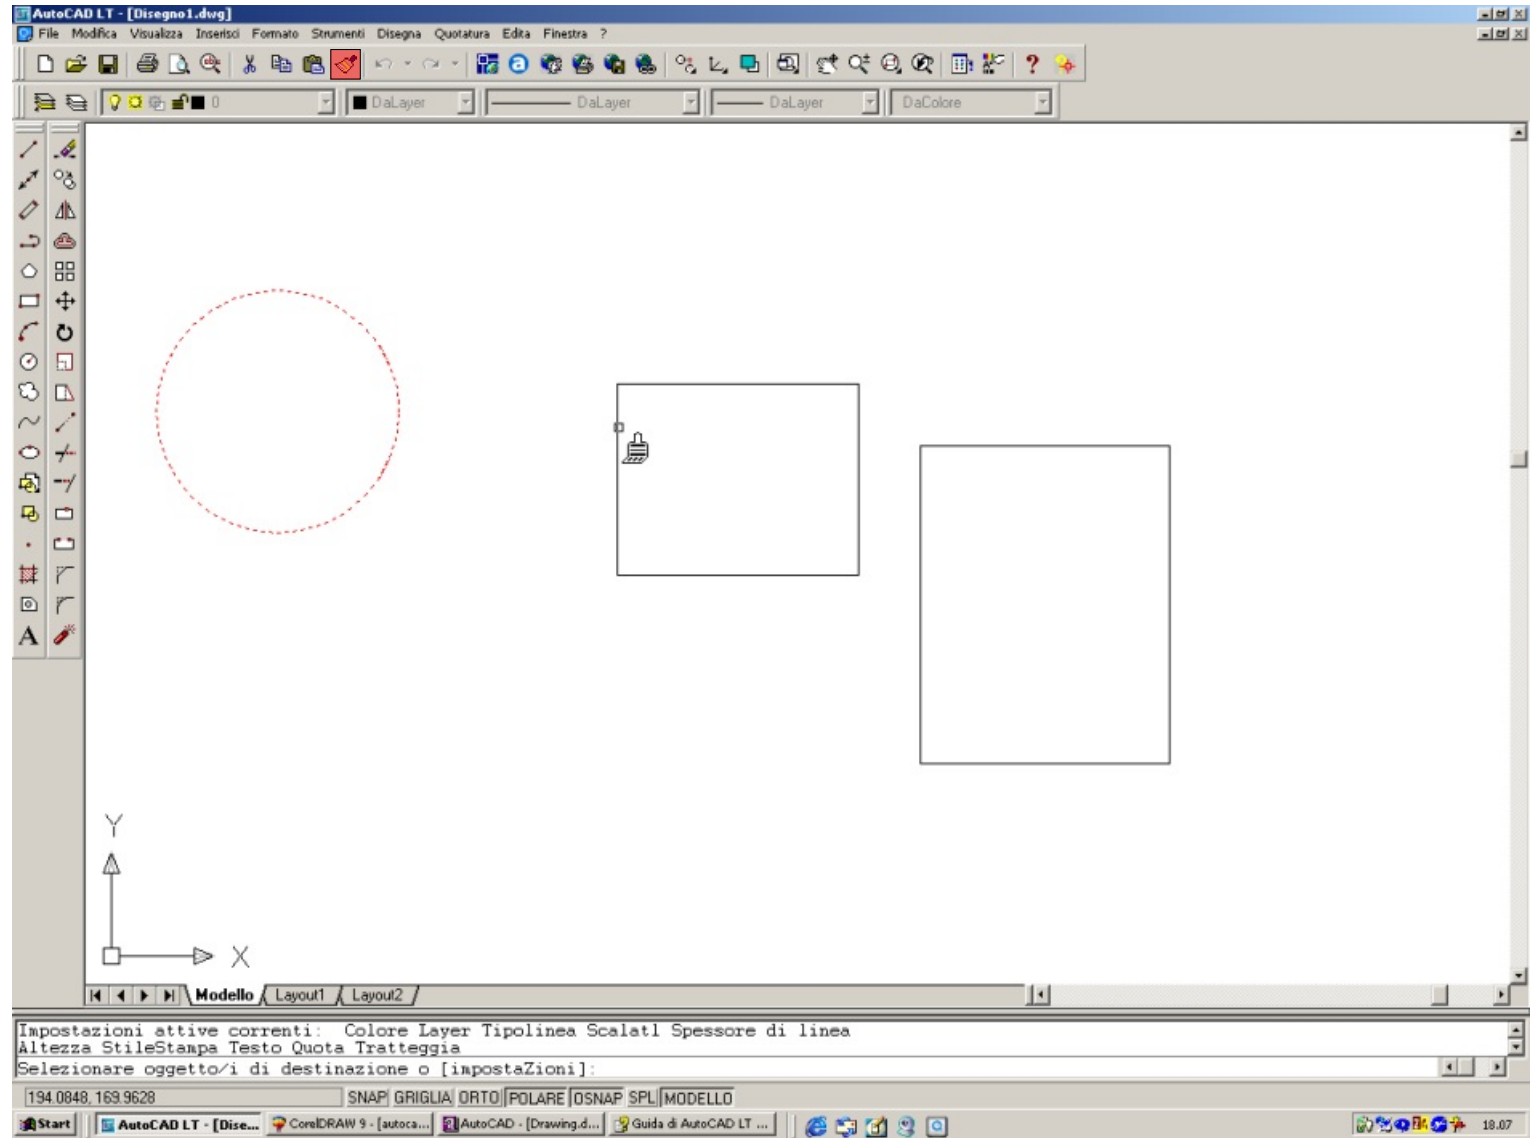 AutoCAD LT - [Disegno1.dwg]
File Modifica Visualizza Inserisci Formato Strumenti Disegna Quotatura Edita Finestra ?
0 DaLayer DaLayer DaLayer DaColore
A
Y
X
Modello Layout1 Layout2
Impostazioni attive correnti: Colore Layer Tipolinea Scalatl Spessore di linea
Altezza StileStampa Testo Quota Tratteggia
Selezionare oggetto/i di destinazione o [impostaZioni]:
194.0848, 169.9628 SNAP GRIGLIA ORTO POLARE OSNAP SPL MODELLO
Start AutoCAD LT - [Dise... CorelDRAW 9 - [autoca... AutoCAD - [Drawing.d... Guida di AutoCAD LT ... 18.07